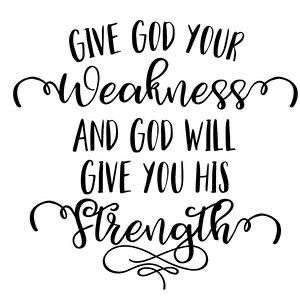 GIVE GOD YOUR
Weakness
AND GOD WILL
GIVE YOU HIS
Strength